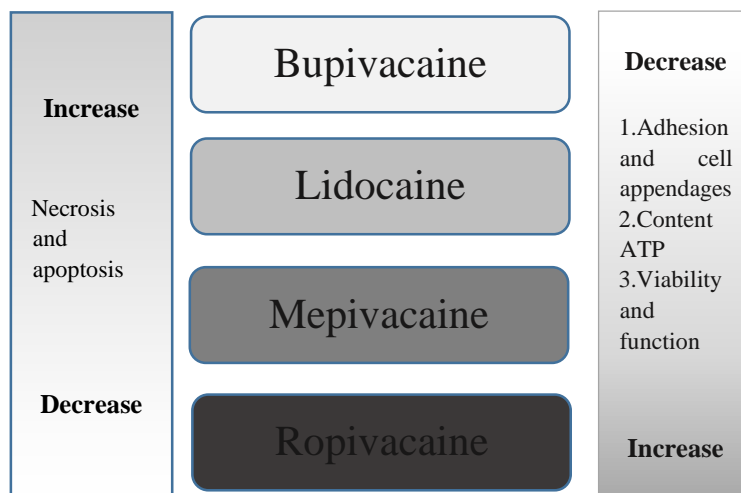 Increase
Necrosis
and
apoptosis
Decrease
Bupivacaine
Lidocaine
Mepivacaine
Ropivacaine
Decrease
1.Adhesion
and cell
appendages
2.Content
ATP
3.Viability
and
function
Increase